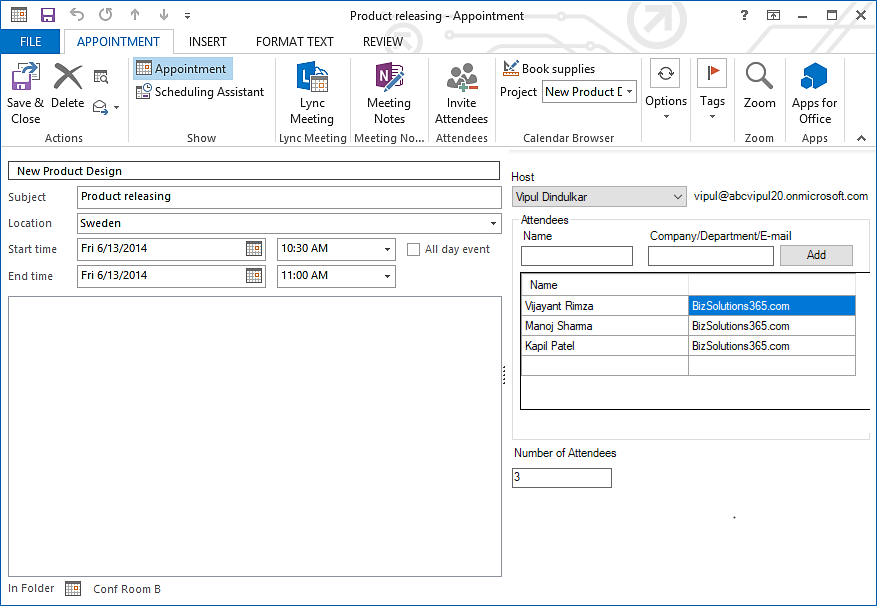 Product releasing - Appointment
?
FILE APPOINTMENT INSERT FORMAT TEXT REVIEW
Save & Close
Delete
Actions
Appointment
Scheduling Assistant
Show
Lync Meeting
Lync Meeting
Meeting Notes
Meeting No...
Invite Attendees
Attendees
Book supplies
Project New Product D
Calendar Browser
Options
Tags
Zoom
Zoom
Apps for Office
Apps
New Product Design
Subject Product releasing
Location Sweden
Start time Fri 6/13/2014 10:30 AM All day event
End time Fri 6/13/2014 11:00 AM
In Folder Conf Room B
Host
Vipul Dindulkar vipul@abcvipul20.onmicrosoft.com
Attendees
Name Company/Department/E-mail
Add
Name
Vijayant Rimza BizSolutions365.com
Manoj Sharma BizSolutions365.com
Kapil Patel BizSolutions365.com
Number of Attendees
3